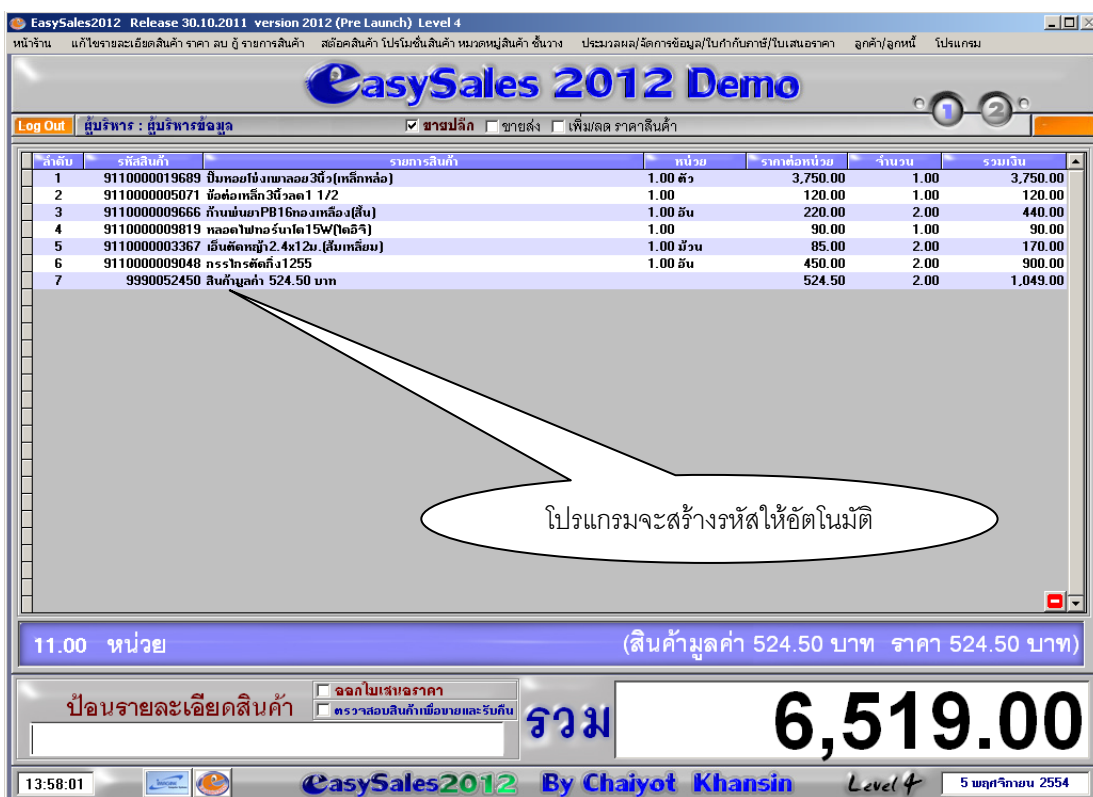 EasySales2012 Release 30.10.2011 version 2012 (Pre Launch) Level 4
หน้าร้าน แก้ไขรายละเอียดสินค้า ราคา ลบ กู้ รายการสินค้า สต๊อคสินค้า โปรโมชั่นสินค้า หมวดหมู่สินค้า ชั้นวาง ประมวลผล/จัดการข้อมูล/ใบกำกับภาษี/ใบเสนอราคา ลูกค้า/ลูกหนี้ โปรแกรม
EasySales 2012 Demo
1 2
Log Out ผู้บริหาร : ผู้บริหารข้อมูล ขายปลีก ขายส่ง เพิ่ม/ลด ราคาสินค้า
ลำดับ รหัสสินค้า รายการสินค้า หน่วย ราคาต่อหน่วย จำนวน รวมเงิน
1 9110000019689 ปั๊มหอยโข่งเพาลอย3นิ้ว(เหล็กหล่อ) 1.00 ตัว 3,750.00 1.00 3,750.00
2 9110000005071 ข้อต่อเหล็ก3นิ้วลด1 1/2 1.00 120.00 1.00 120.00
3 9110000009666 ก้านพ่นยาPB16ทองเหลือง(สั้น) 1.00 อัน 220.00 2.00 440.00
4 9110000009819 หลอดไฟทอร์นาโด15W(ไดอิจิ) 1.00 90.00 1.00 90.00
5 9110000003367 เอ็นตัดหญ้า2.4x12ม.(ส้มเหลี่ยม) 1.00 ม้วน 85.00 2.00 170.00
6 9110000009048 กรรไกรตัดกิ่ง1255 1.00 อัน 450.00 2.00 900.00
7 9990052450 สินค้ามูลค่า 524.50 บาท 524.50 2.00 1,049.00
โปรแกรมจะสร้างรหัสให้อัตโนมัติ
11.00 หน่วย (สินค้ามูลค่า 524.50 บาท ราคา 524.50 บาท)
ป้อนรายละเอียดสินค้า
ออกใบเสนอราคา
ตรวจสอบสินค้าเพื่อขายและรับคืน
รวม 6,519.00
13:58:01 EasySales2012 By Chaiyot Khansin Level 4 5 พฤศจิกายน 2554